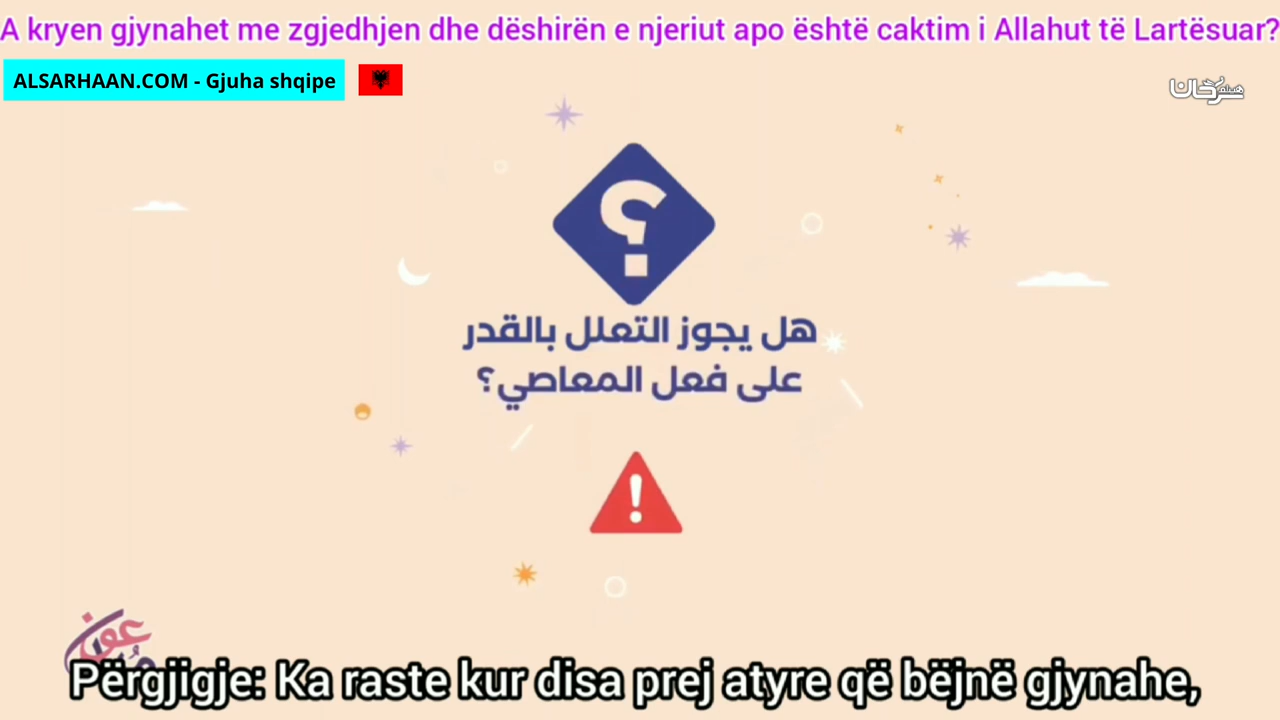 A kryen gjynahet me zgjedhjen dhe dëshirën e njeriut apo është caktim i Allahut të Lartësuar?
ALSARHAAN.COM - Gjuha shqipe
هل يجوز التعلل بالقدر
على فعل المعاصي؟
Përgjigje: Ka raste kur disa prej atyre që bëjnë gjynahe,